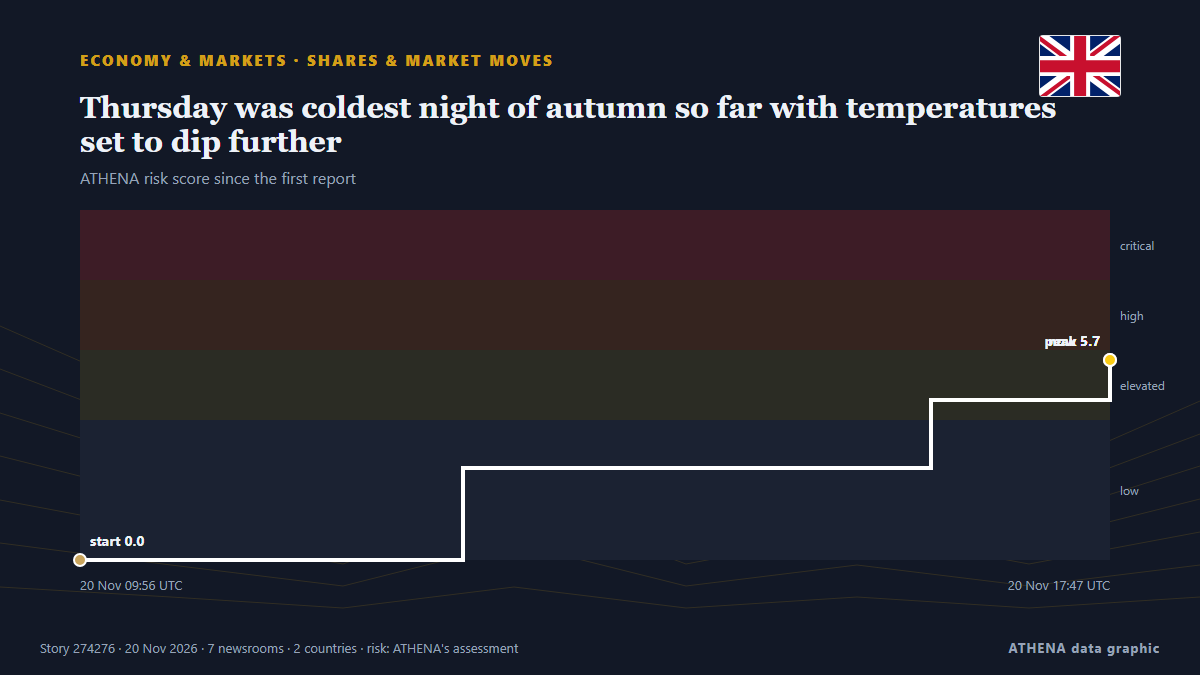 ECONOMY & MARKETS · SHARES & MARKET MOVES
Thursday was coldest night of autumn so far with temperatures
set to dip further
ATHENA risk score since the first report
critical
high
peak 5.7
elevated
low
start 0.0
20 Nov 09:56 UTC
20 Nov 17:47 UTC
Story 274276 · 20 Nov 2026 · 7 newsrooms · 2 countries · risk: ATHENA's assessment
ATHENA data graphic